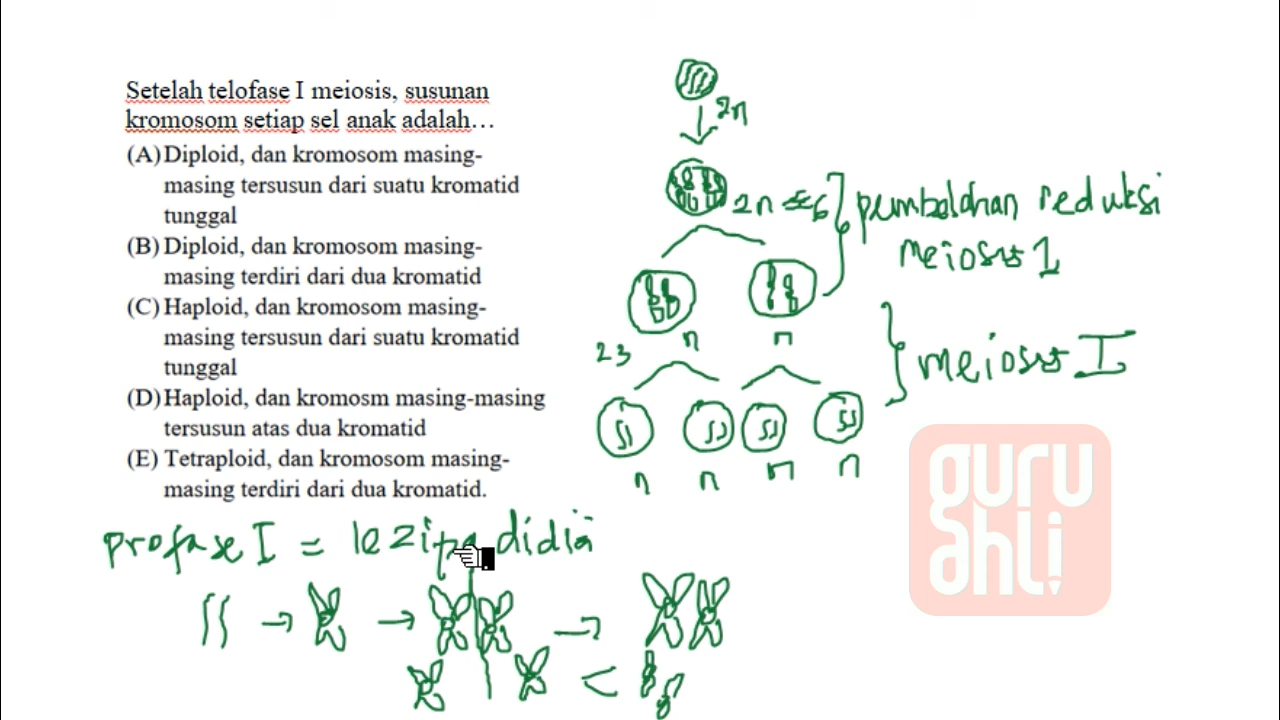 Setelah telofase I meiosis, susunan
kromosom setiap sel anak adalah…
(A) Diploid, dan kromosom masing-
masing tersusun dari suatu kromatid
tunggal
(B) Diploid, dan kromosom masing-
masing terdiri dari dua kromatid
(C) Haploid, dan kromosom masing-
masing tersusun dari suatu kromatid
tunggal
(D) Haploid, dan kromosm masing-masing
tersusun atas dua kromatid
(E) Tetraploid, dan kromosom masing-
masing terdiri dari dua kromatid.
2n
2n = 6
reduksi
meiosis 1
n n
23
meiosis I
n n n n
profase I = lezipa didia
guru
ahli